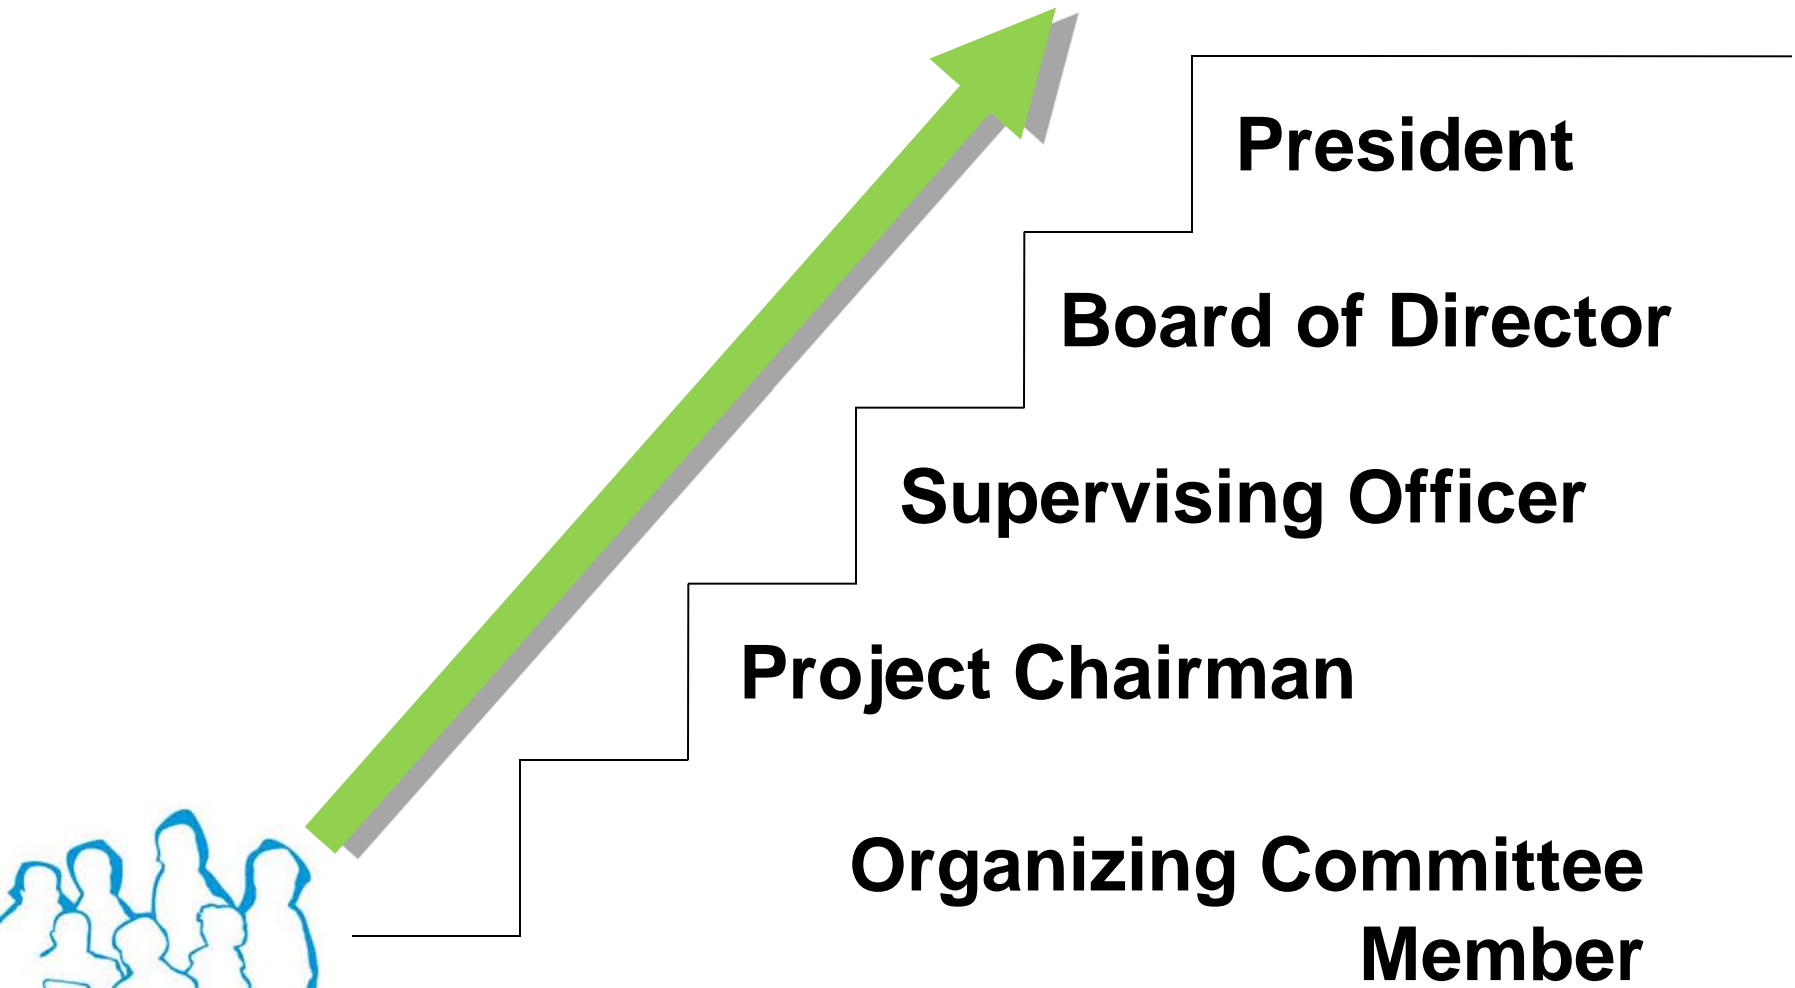 President
Board of Director
Supervising Officer
Project Chairman
Organizing Committee
Member